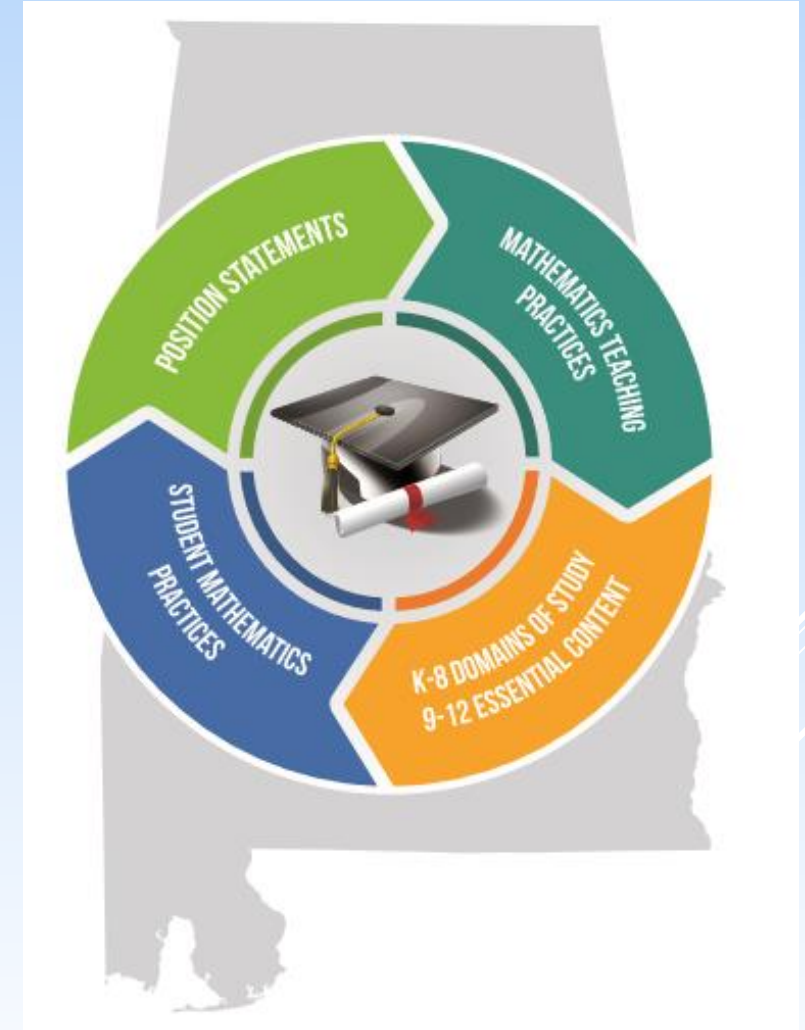 POSITION STATEMENTS
MATHEMATICS TEACHING
PRACTICES
K-8 DOMAINS OF STUDY
9-12 ESSENTIAL CONTENT
STUDENT MATHEMATICS
PRACTICES